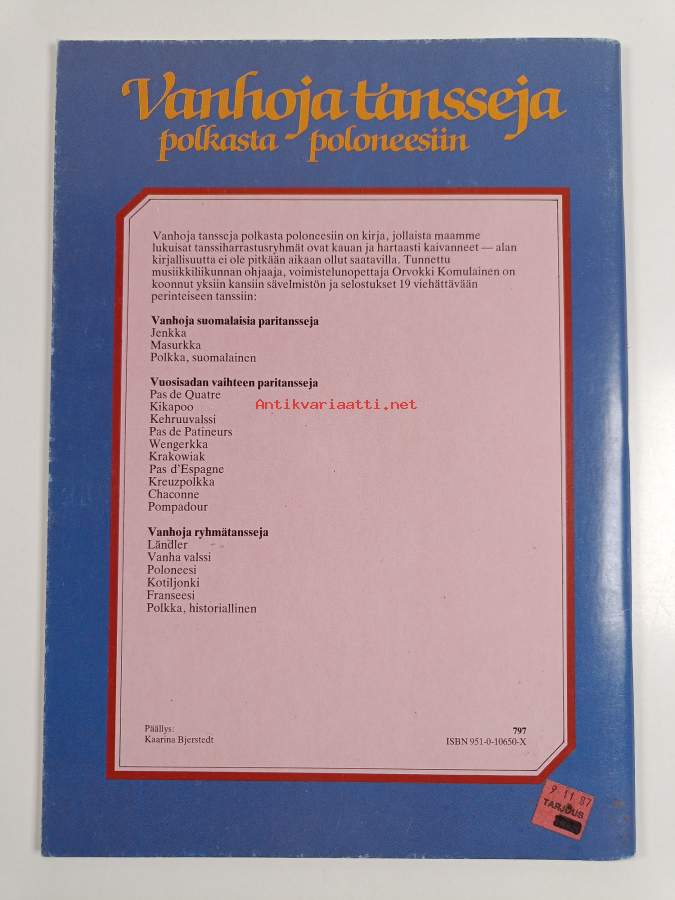 Vanhoja tansseja
polkasta poloneesiin
Vanhoja tansseja polkasta poloneesiin on kirja, jollaista maamme
lukuisat tanssiharrastusryhmät ovat kauan ja hartaasti kaivanneet — alan
kirjallisuutta ei ole pitkään aikaan ollut saatavilla. Tunnettu
musiikkiliikunnan ohjaaja, voimistelunopettaja Orvokki Komulainen on
koonnut yksiin kansiin sävelmistön ja selostukset 19 viehättävään
perinteiseen tanssiin:
Vanhoja suomalaisia paritansseja
Jenkka
Masurkka
Polkka, suomalainen
Vuosisadan vaihteen paritansseja
Pas de Quatre
Kikapoo
Kehruuvalssi
Pas de Patineurs
Wengerkka
Krakowiak
Pas d'Espagne
Kreuzpolkka
Chaconne
Pompadour
Antikvariaatti.net
Vanhoja ryhmätansseja
Ländler
Vanha valssi
Poloneesi
Kotiljonki
Franseesi
Polkka, historiallinen
Päällys:
Kaarina Bjerstedt
797
ISBN 951-0-10650-X
9.11.87
TARJOUS